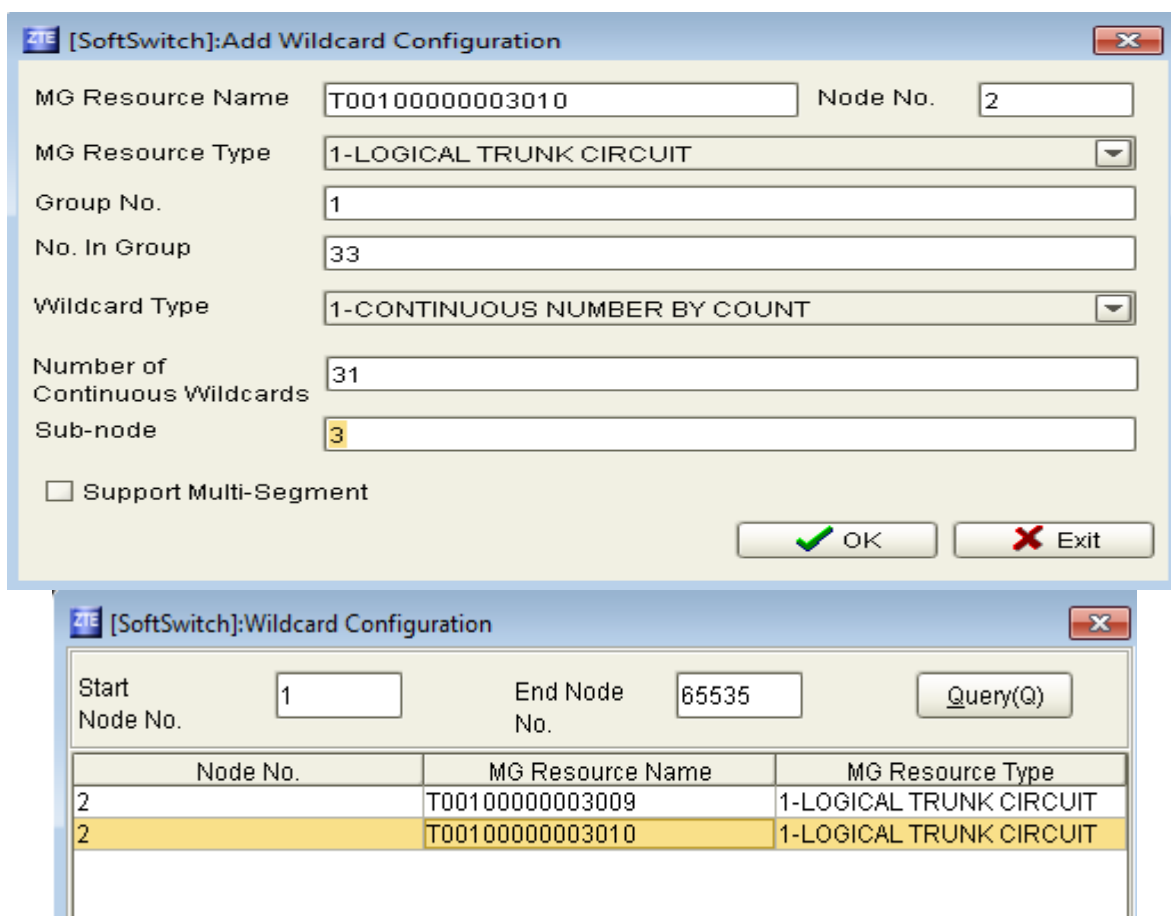 ZTE [SoftSwitch]:Add Wildcard Configuration
MG Resource Name T00100000003010 Node No. 2
MG Resource Type 1-LOGICAL TRUNK CIRCUIT
Group No. 1
No. In Group 33
Wildcard Type 1-CONTINUOUS NUMBER BY COUNT
Number of
Continuous Wildcards 31
Sub-node 3
Support Multi-Segment
OK Exit
ZTE [SoftSwitch]:Wildcard Configuration
Start
Node No. 1 End Node
No. 65535 Query(Q)
Node No. MG Resource Name MG Resource Type
2 T00100000003009 1-LOGICAL TRUNK CIRCUIT
2 T00100000003010 1-LOGICAL TRUNK CIRCUIT